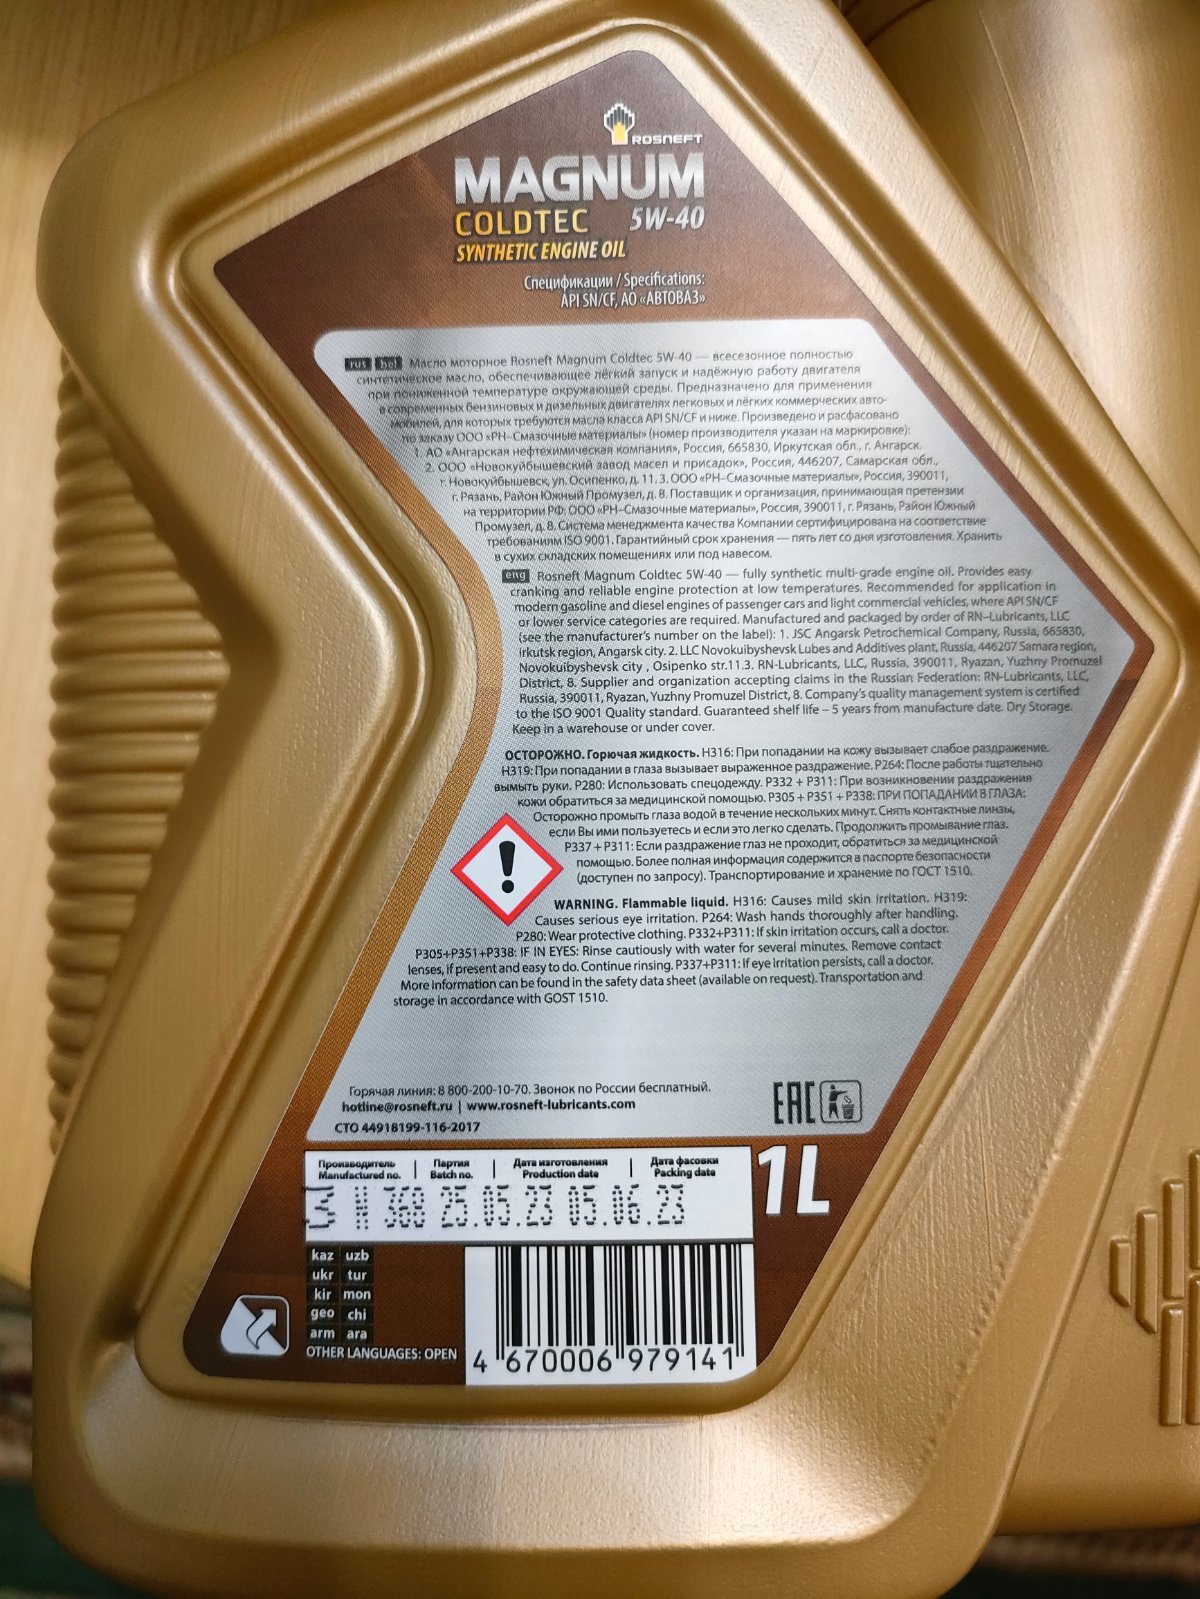 ROSNEFT
MAGNUM
COLDTEC 5W-40
SYNTHETIC ENGINE OIL
Спецификации / Specifications:
API SN/CF, АО «АВТОВАЗ»
rus bel Масло моторное Rosneft Magnum Coldtec 5W-40 — всесезонное полностью
синтетическое масло, обеспечивающее лёгкий запуск и надёжную работу двигателя
при пониженной температуре окружающей среды. Предназначено для применения
в современных бензиновых и дизельных двигателях легковых и лёгких коммерческих авто-
мобилей, для которых требуются масла класса API SN/CF и ниже. Произведено и расфасовано
по заказу ООО «РН–Смазочные материалы» (номер производителя указан на маркировке):
1. АО «Ангарская нефтехимическая компания», Россия, 665830, Иркутская обл., г. Ангарск.
2. ООО «Новокуйбышевский завод масел и присадок», Россия, 446207, Самарская обл.,
г. Новокуйбышевск, ул. Осипенко, д. 11. 3. ООО «РН–Смазочные материалы», Россия, 390011,
г. Рязань, Район Южный Промузел, д. 8. Поставщик и организация, принимающая претензии
на территории РФ: ООО «РН–Смазочные материалы», Россия, 390011, г. Рязань, Район Южный
Промузел, д. 8. Система менеджмента качества Компании сертифицирована на соответствие
требованиям ISO 9001. Гарантийный срок хранения — пять лет со дня изготовления. Хранить
в сухих складских помещениях или под навесом.
eng Rosneft Magnum Coldtec 5W-40 — fully synthetic multi-grade engine oil. Provides easy
cranking and reliable engine protection at low temperatures. Recommended for application in
modern gasoline and diesel engines of passenger cars and light commercial vehicles, where API SN/CF
or lower service categories are required. Manufactured and packaged by order of RN–Lubricants, LLC
(see the manufacturer’s number on the label): 1. JSC Angarsk Petrochemical Company, Russia, 665830,
Irkutsk region, Angarsk city. 2. LLC Novokuibyshevsk Lubes and Additives plant, Russia, 446207 Samara region,
Novokuibyshevsk city , Osipenko str.11.3. RN-Lubricants, LLC, Russia, 390011, Ryazan, Yuzhny Promuzel
District, 8. Supplier and organization accepting claims in the Russian Federation: RN-Lubricants, LLC,
Russia, 390011, Ryazan, Yuzhny Promuzel District, 8. Company’s quality management system is certified
to the ISO 9001 Quality standard. Guaranteed shelf life – 5 years from manufacture date. Dry Storage.
Keep in a warehouse or under cover.
ОСТОРОЖНО. Горючая жидкость. H316: При попадании на кожу вызывает слабое раздражение.
H319: При попадании в глаза вызывает выраженное раздражение. P264: После работы тщательно
вымыть руки. P280: Использовать спецодежду. P332 + P311: При возникновении раздражения
кожи обратиться за медицинской помощью. P305 + P351 + P338: ПРИ ПОПАДАНИИ В ГЛАЗА:
Осторожно промыть глаза водой в течение нескольких минут. Снять контактные линзы,
если Вы ими пользуетесь и если это легко сделать. Продолжить промывание глаз.
P337 + P311: Если раздражение глаз не проходит, обратиться за медицинской
помощью. Более полная информация содержится в паспорте безопасности
(доступен по запросу). Транспортирование и хранение по ГОСТ 1510.
WARNING. Flammable liquid. H316: Causes mild skin irritation. H319:
Causes serious eye irritation. P264: Wash hands thoroughly after handling.
P280: Wear protective clothing. P332+P311: If skin irritation occurs, call a doctor.
P305+P351+P338: IF IN EYES: Rinse cautiously with water for several minutes. Remove contact
lenses, if present and easy to do. Continue rinsing. P337+P311: If eye irritation persists, call a doctor.
More information can be found in the safety data sheet (available on request). Transportation and
storage in accordance with GOST 1510.
Горячая линия: 8 800-200-10-70. Звонок по России бесплатный.
hotline@rosneft.ru | www.rosneft-lubricants.com
СТО 44918199-116-2017
EAC
Производитель | Партия | Дата изготовления | Дата фасовки
Manufactured no. | Batch no. | Production date | Packing date
3 H 368 25.05.23 05.06.23
1L
kaz uzb
ukr tur
kir mon
geo chi
arm ara
OTHER LANGUAGES: OPEN
4 670006 979141